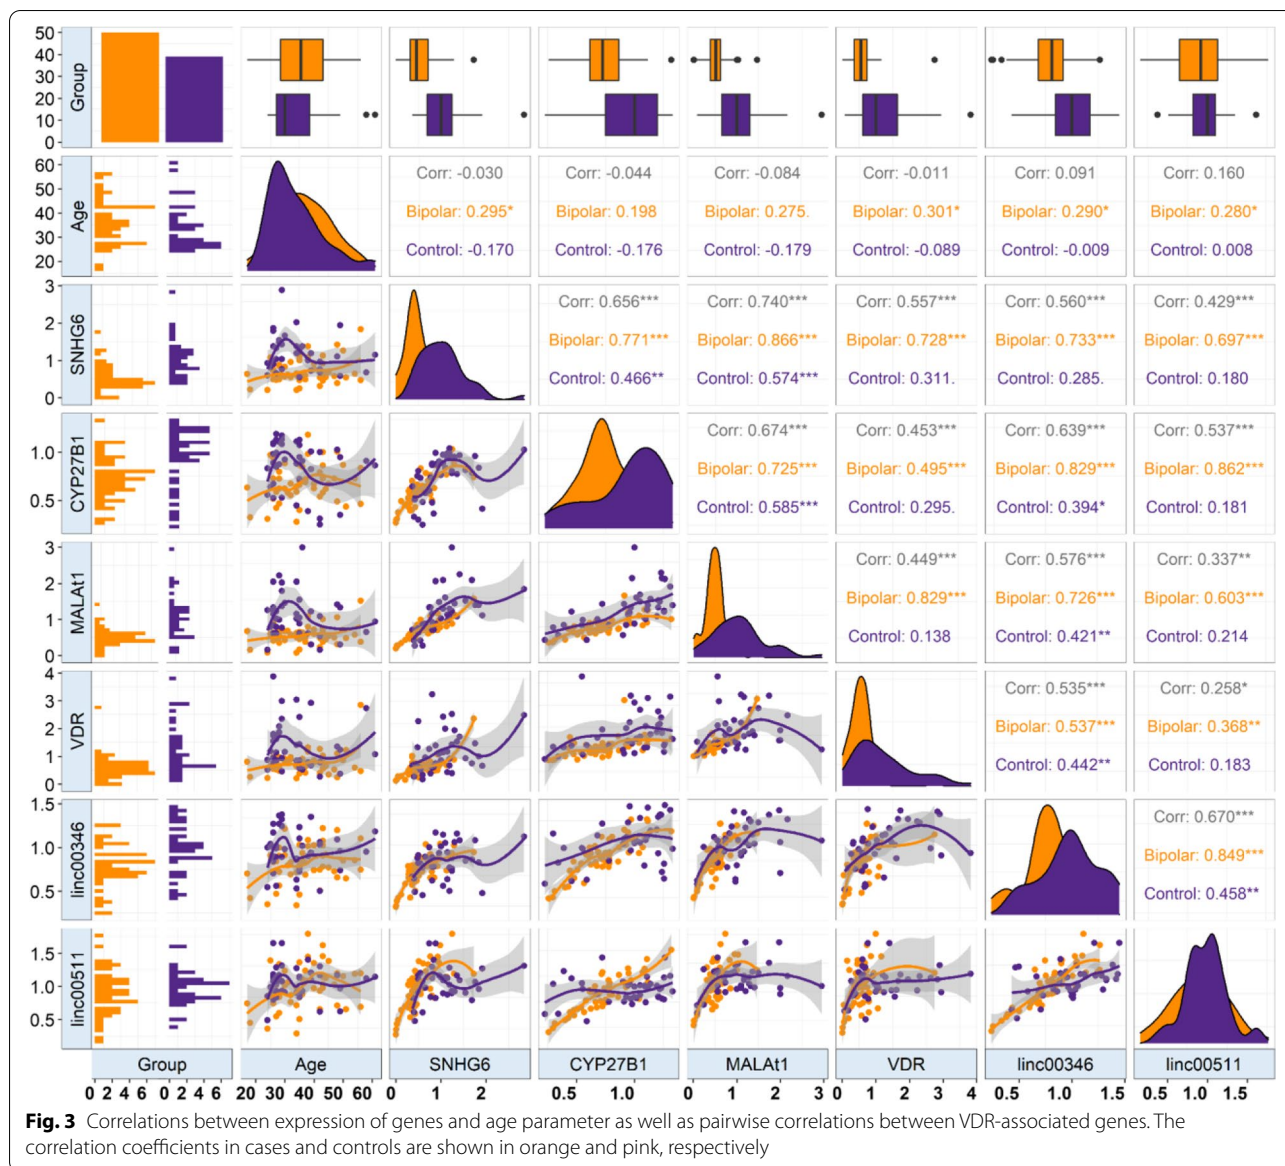 50
40
30
20
10
0
Group
60
50
40
30
20
Age
Corr: -0.030
Bipolar: 0.295*
Control: -0.170
Corr: -0.044
Bipolar: 0.198
Control: -0.176
Corr: -0.084
Bipolar: 0.275.
Control: -0.179
Corr: -0.011
Bipolar: 0.301*
Control: -0.089
Corr: 0.091
Bipolar: 0.290*
Control: -0.009
Corr: 0.160
Bipolar: 0.280*
Control: 0.008
3
2
1
0
SNHG6
Corr: 0.656***
Bipolar: 0.771***
Control: 0.466**
Corr: 0.740***
Bipolar: 0.866***
Control: 0.574***
Corr: 0.557***
Bipolar: 0.728***
Control: 0.311.
Corr: 0.560***
Bipolar: 0.733***
Control: 0.285.
Corr: 0.429***
Bipolar: 0.697***
Control: 0.180
1.0
0.5
CYP27B1
Corr: 0.674***
Bipolar: 0.725***
Control: 0.585***
Corr: 0.453***
Bipolar: 0.495***
Control: 0.295.
Corr: 0.639***
Bipolar: 0.829***
Control: 0.394*
Corr: 0.537***
Bipolar: 0.862***
Control: 0.181
3
2
1
0
MALAt1
Corr: 0.449***
Bipolar: 0.829***
Control: 0.138
Corr: 0.576***
Bipolar: 0.726***
Control: 0.421**
Corr: 0.337**
Bipolar: 0.603***
Control: 0.214
4
3
2
1
0
VDR
Corr: 0.535***
Bipolar: 0.537***
Control: 0.442**
Corr: 0.258*
Bipolar: 0.368**
Control: 0.183
1.5
1.0
0.5
linc00346
Corr: 0.670***
Bipolar: 0.849***
Control: 0.458**
1.5
1.0
0.5
linc00511
Group Age SNHG6 CYP27B1 MALAt1 VDR linc00346 linc00511
0 2 4 6 0 2 4 6 20 30 40 50 60 0 1 2 0.5 1.0 0 1 2 3 0 1 2 3 4 0.5 1.0 1.5 0.5 1.0 1.5
Fig. 3 Correlations between expression of genes and age parameter as well as pairwise correlations between VDR-associated genes. The
correlation coefficients in cases and controls are shown in orange and pink, respectively